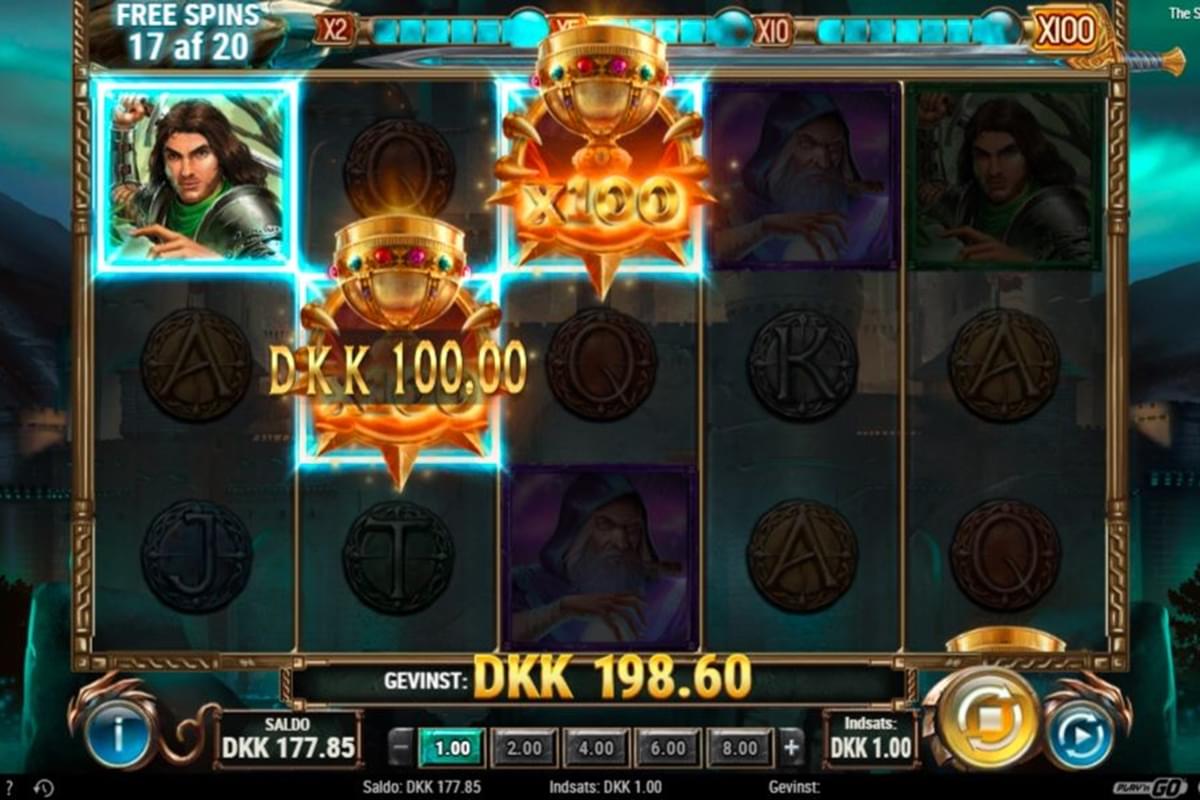 FREE SPINS
17 af 20
X2
X10
X100
The S
Q
X100
A
DKK 100.00
Q
K
A
J
T
A
Q
GEVINST: DKK 198.60
SALDO
DKK 177.85
1.00
2.00
4.00
6.00
8.00
+
Indsats:
DKK 1.00
i
?
Saldo: DKK 177.85
Indsats: DKK 1.00
Gevinst:
PLAY'N GO